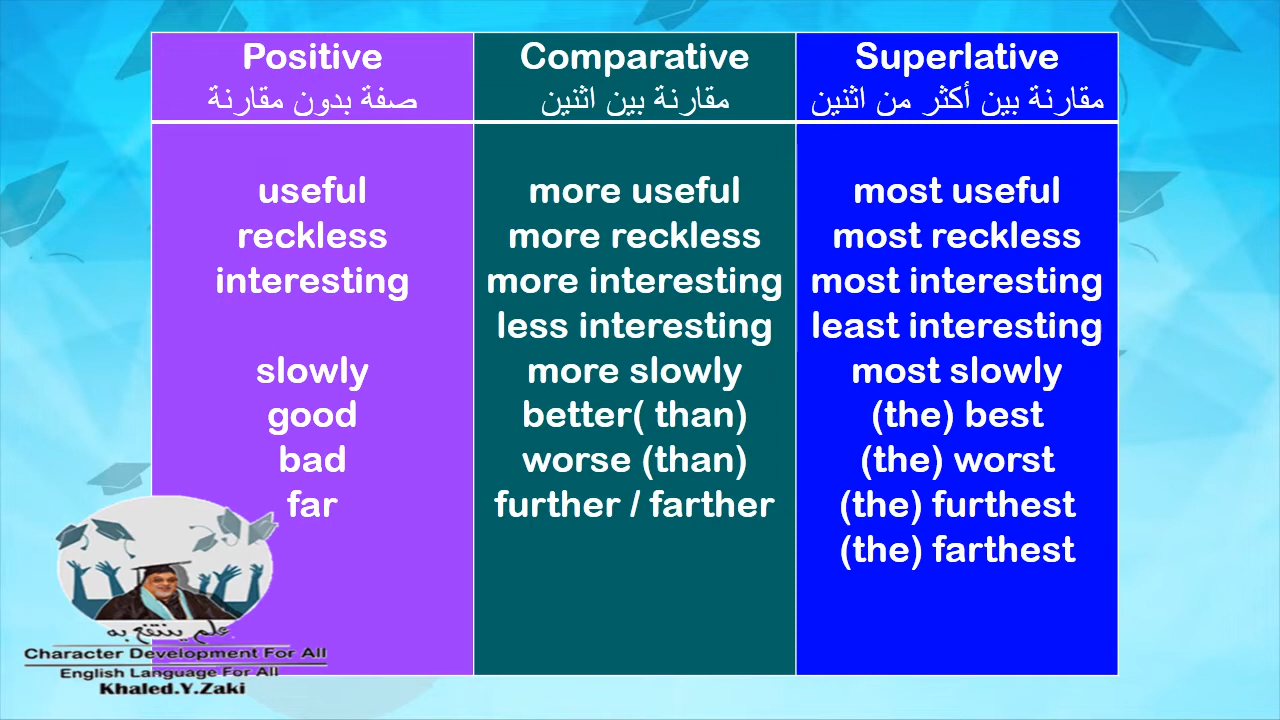 Positive
صفة بدون مقارنة
Comparative
مقارنة بين اثنين
Superlative
مقارنة بين أكثر من اثنين
useful
more useful
most useful
reckless
more reckless
most reckless
interesting
more interesting
most interesting
less interesting
least interesting
slowly
more slowly
most slowly
good
better( than)
(the) best
bad
worse (than)
(the) worst
far
further / farther
(the) furthest
(the) farthest
علم ينتفع به
Character Development For All
English Language For All
Khaled.Y.Zaki